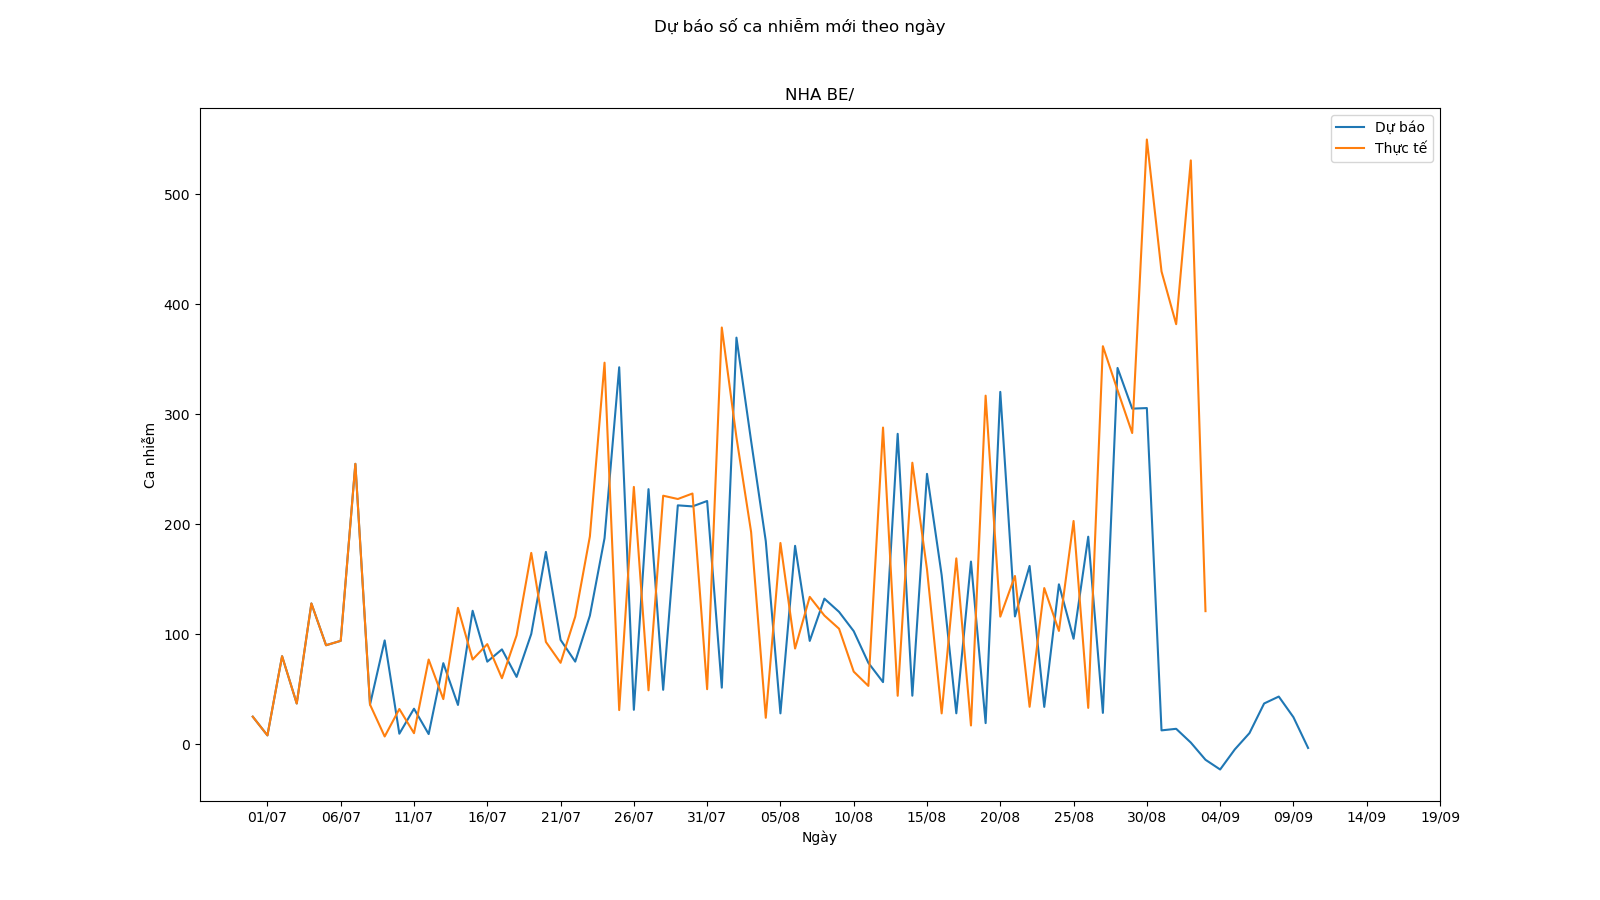 Dự báo số ca nhiễm mới theo ngày
NHA BE/
Dự báo
Thực tế
500
400
300
200
100
0
Ca nhiễm
01/07 06/07 11/07 16/07 21/07 26/07 31/07 05/08 10/08 15/08 20/08 25/08 30/08 04/09 09/09 14/09 19/09
Ngày